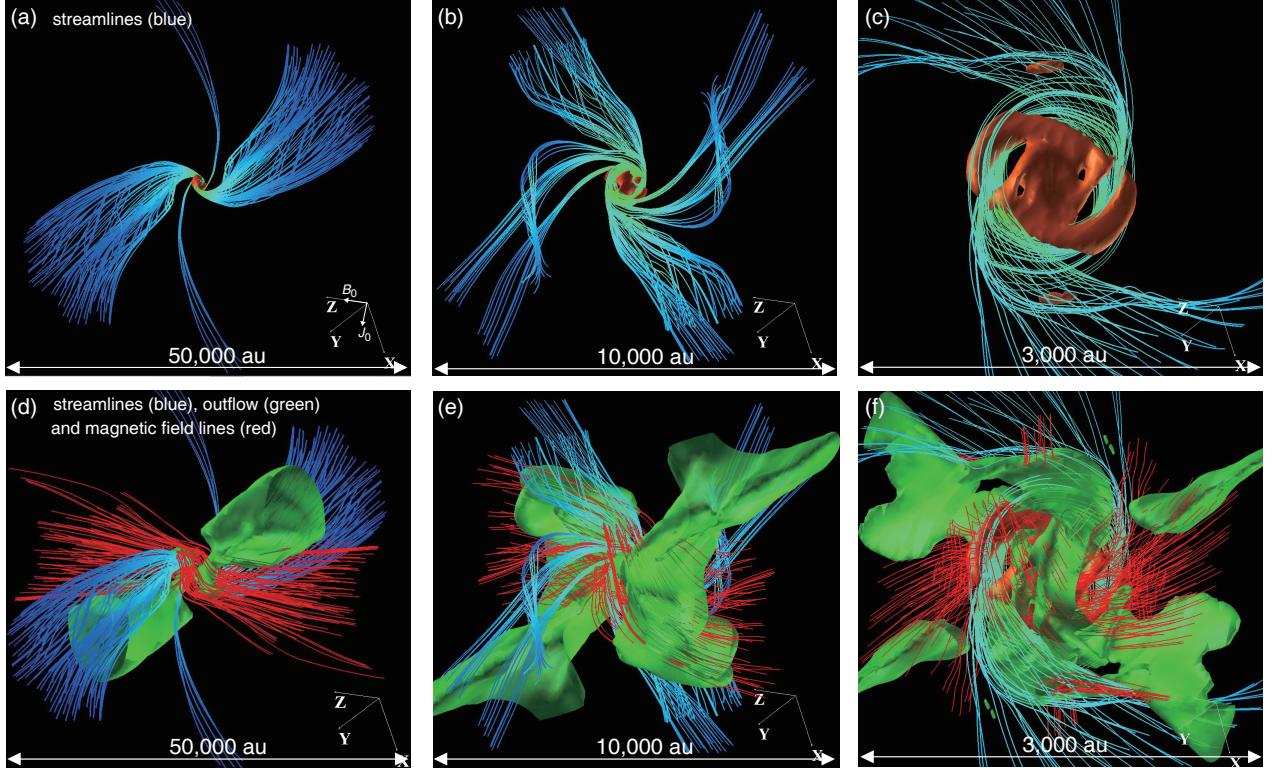 (a) streamlines (blue)
B0
Z
J0
Y
X
50,000 au
(b)
Z
Y
X
10,000 au
(c)
Z
Y
X
3,000 au
(d) streamlines (blue), outflow (green)
and magnetic field lines (red)
Z
Y
X
50,000 au
(e)
Z
Y
X
10,000 au
(f)
Z
Y
X
3,000 au